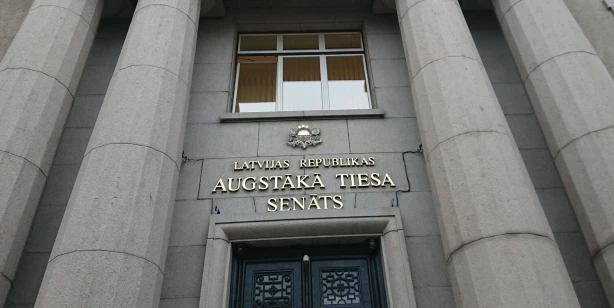 LATVIJAS REPUBLIKAS
AUGSTĀKĀ TIESA
SENĀTS